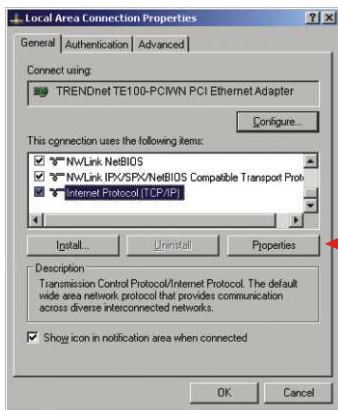 Local Area Connection Properties
General Authentication Advanced
Connect using:
TRENDnet TE100-PCIWN PCI Ethernet Adapter
Configure...
This connection uses the following items:
NWLink NetBIOS
NWLink IPX/SPX/NetBIOS Compatible Transport Prot
Internet Protocol (TCP/IP)
Install... Uninstall Properties
Description
Transmission Control Protocol/Internet Protocol. The default
wide area network protocol that provides communication
across diverse interconnected networks.
Show icon in notification area when connected
OK Cancel